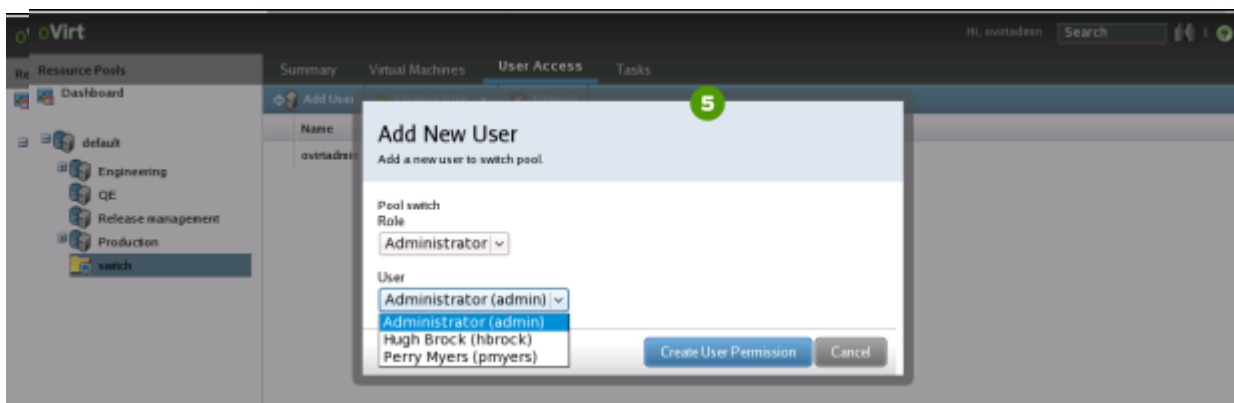 oVirt
Hi, ovirtadmin Search
Resource Pools
Summary Virtual Machines User Access Tasks
Dashboard
Add User
5
Name
Add New User
default
ovirtadmin
Add a new user to switch pool.
Engineering
QE
Pool switch
Release management
Role
Production
Administrator
switch
User
Administrator (admin)
Administrator (admin)
Hugh Brock (hbrock)
Perry Myers (pmyers)
Create User Permission Cancel